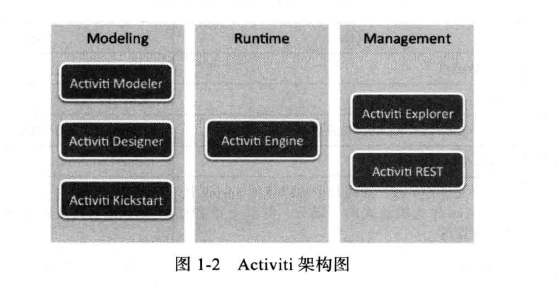 Modeling
Activiti Modeler
Activiti Designer
Activiti Kickstart
Runtime
Activiti Engine
Management
Activiti Explorer
Activiti REST
图 1-2 Activiti 架构图